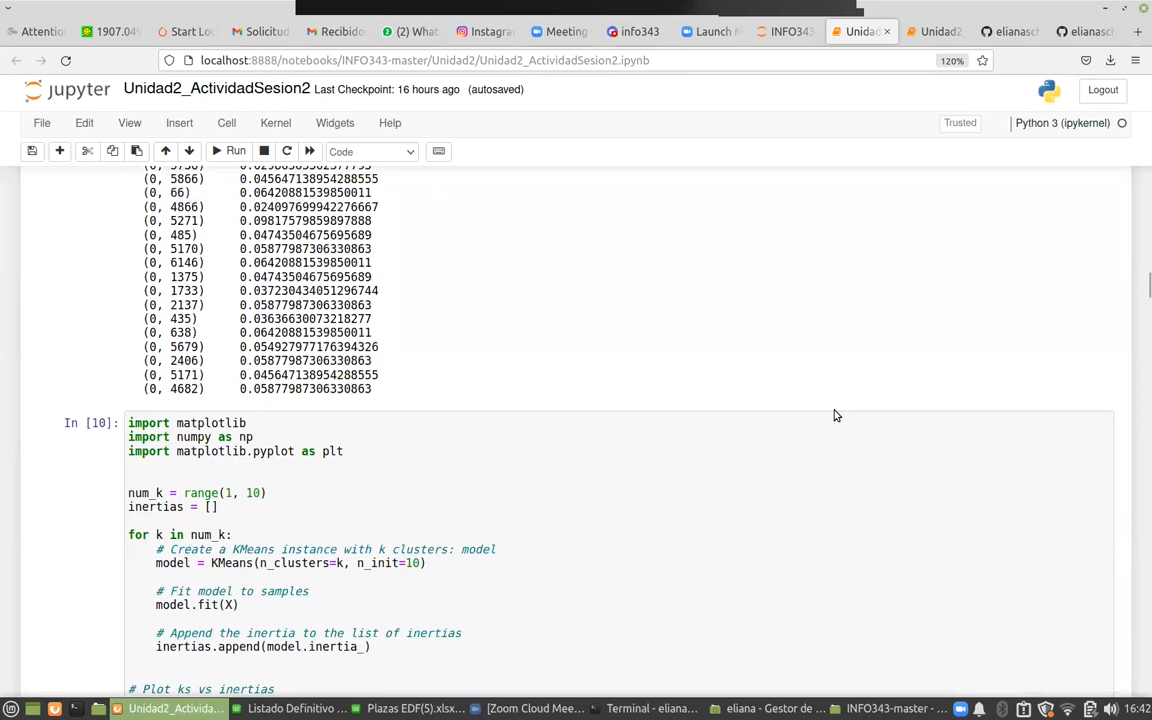 Attentio
1907.04
Start Lo
Solicitud
Recibido
(2) What
Instagra
Meeting
info343
Launch M
INFO343
Unidad
Unidad2
elianasc
elianasc
localhost:8888/notebooks/INFO343-master/Unidad2/Unidad2_ActividadSesion2.ipynb
120%
jupyter Unidad2_ActividadSesion2 Last Checkpoint: 16 hours ago (autosaved)
Logout
File Edit View Insert Cell Kernel Widgets Help
Trusted
Python 3 (ipykernel)
Run
Code
(0, 5866) 0.045647138954288555
(0, 66) 0.06420881539850011
(0, 4866) 0.024097699942276667
(0, 5271) 0.09817579859897888
(0, 485) 0.04743504675695689
(0, 5170) 0.05877987306330863
(0, 6146) 0.06420881539850011
(0, 1375) 0.04743504675695689
(0, 1733) 0.037230434051296744
(0, 2137) 0.05877987306330863
(0, 435) 0.03636630073218277
(0, 638) 0.06420881539850011
(0, 5679) 0.054927977176394326
(0, 2406) 0.05877987306330863
(0, 5171) 0.045647138954288555
(0, 4682) 0.05877987306330863
In [10]:
import matplotlib
import numpy as np
import matplotlib.pyplot as plt
num_k = range(1, 10)
inertias = []
for k in num_k:
# Create a KMeans instance with k clusters: model
model = KMeans(n_clusters=k, n_init=10)
# Fit model to samples
model.fit(X)
# Append the inertia to the list of inertias
inertias.append(model.inertia_)
# Plot ks vs inertias
Unidad2_Activida...
Listado Definitivo ...
Plazas EDF(5).xlsx...
[Zoom Cloud Mee...
Terminal - eliana@...
eliana - Gestor de ...
INFO343-master - ...
16:42